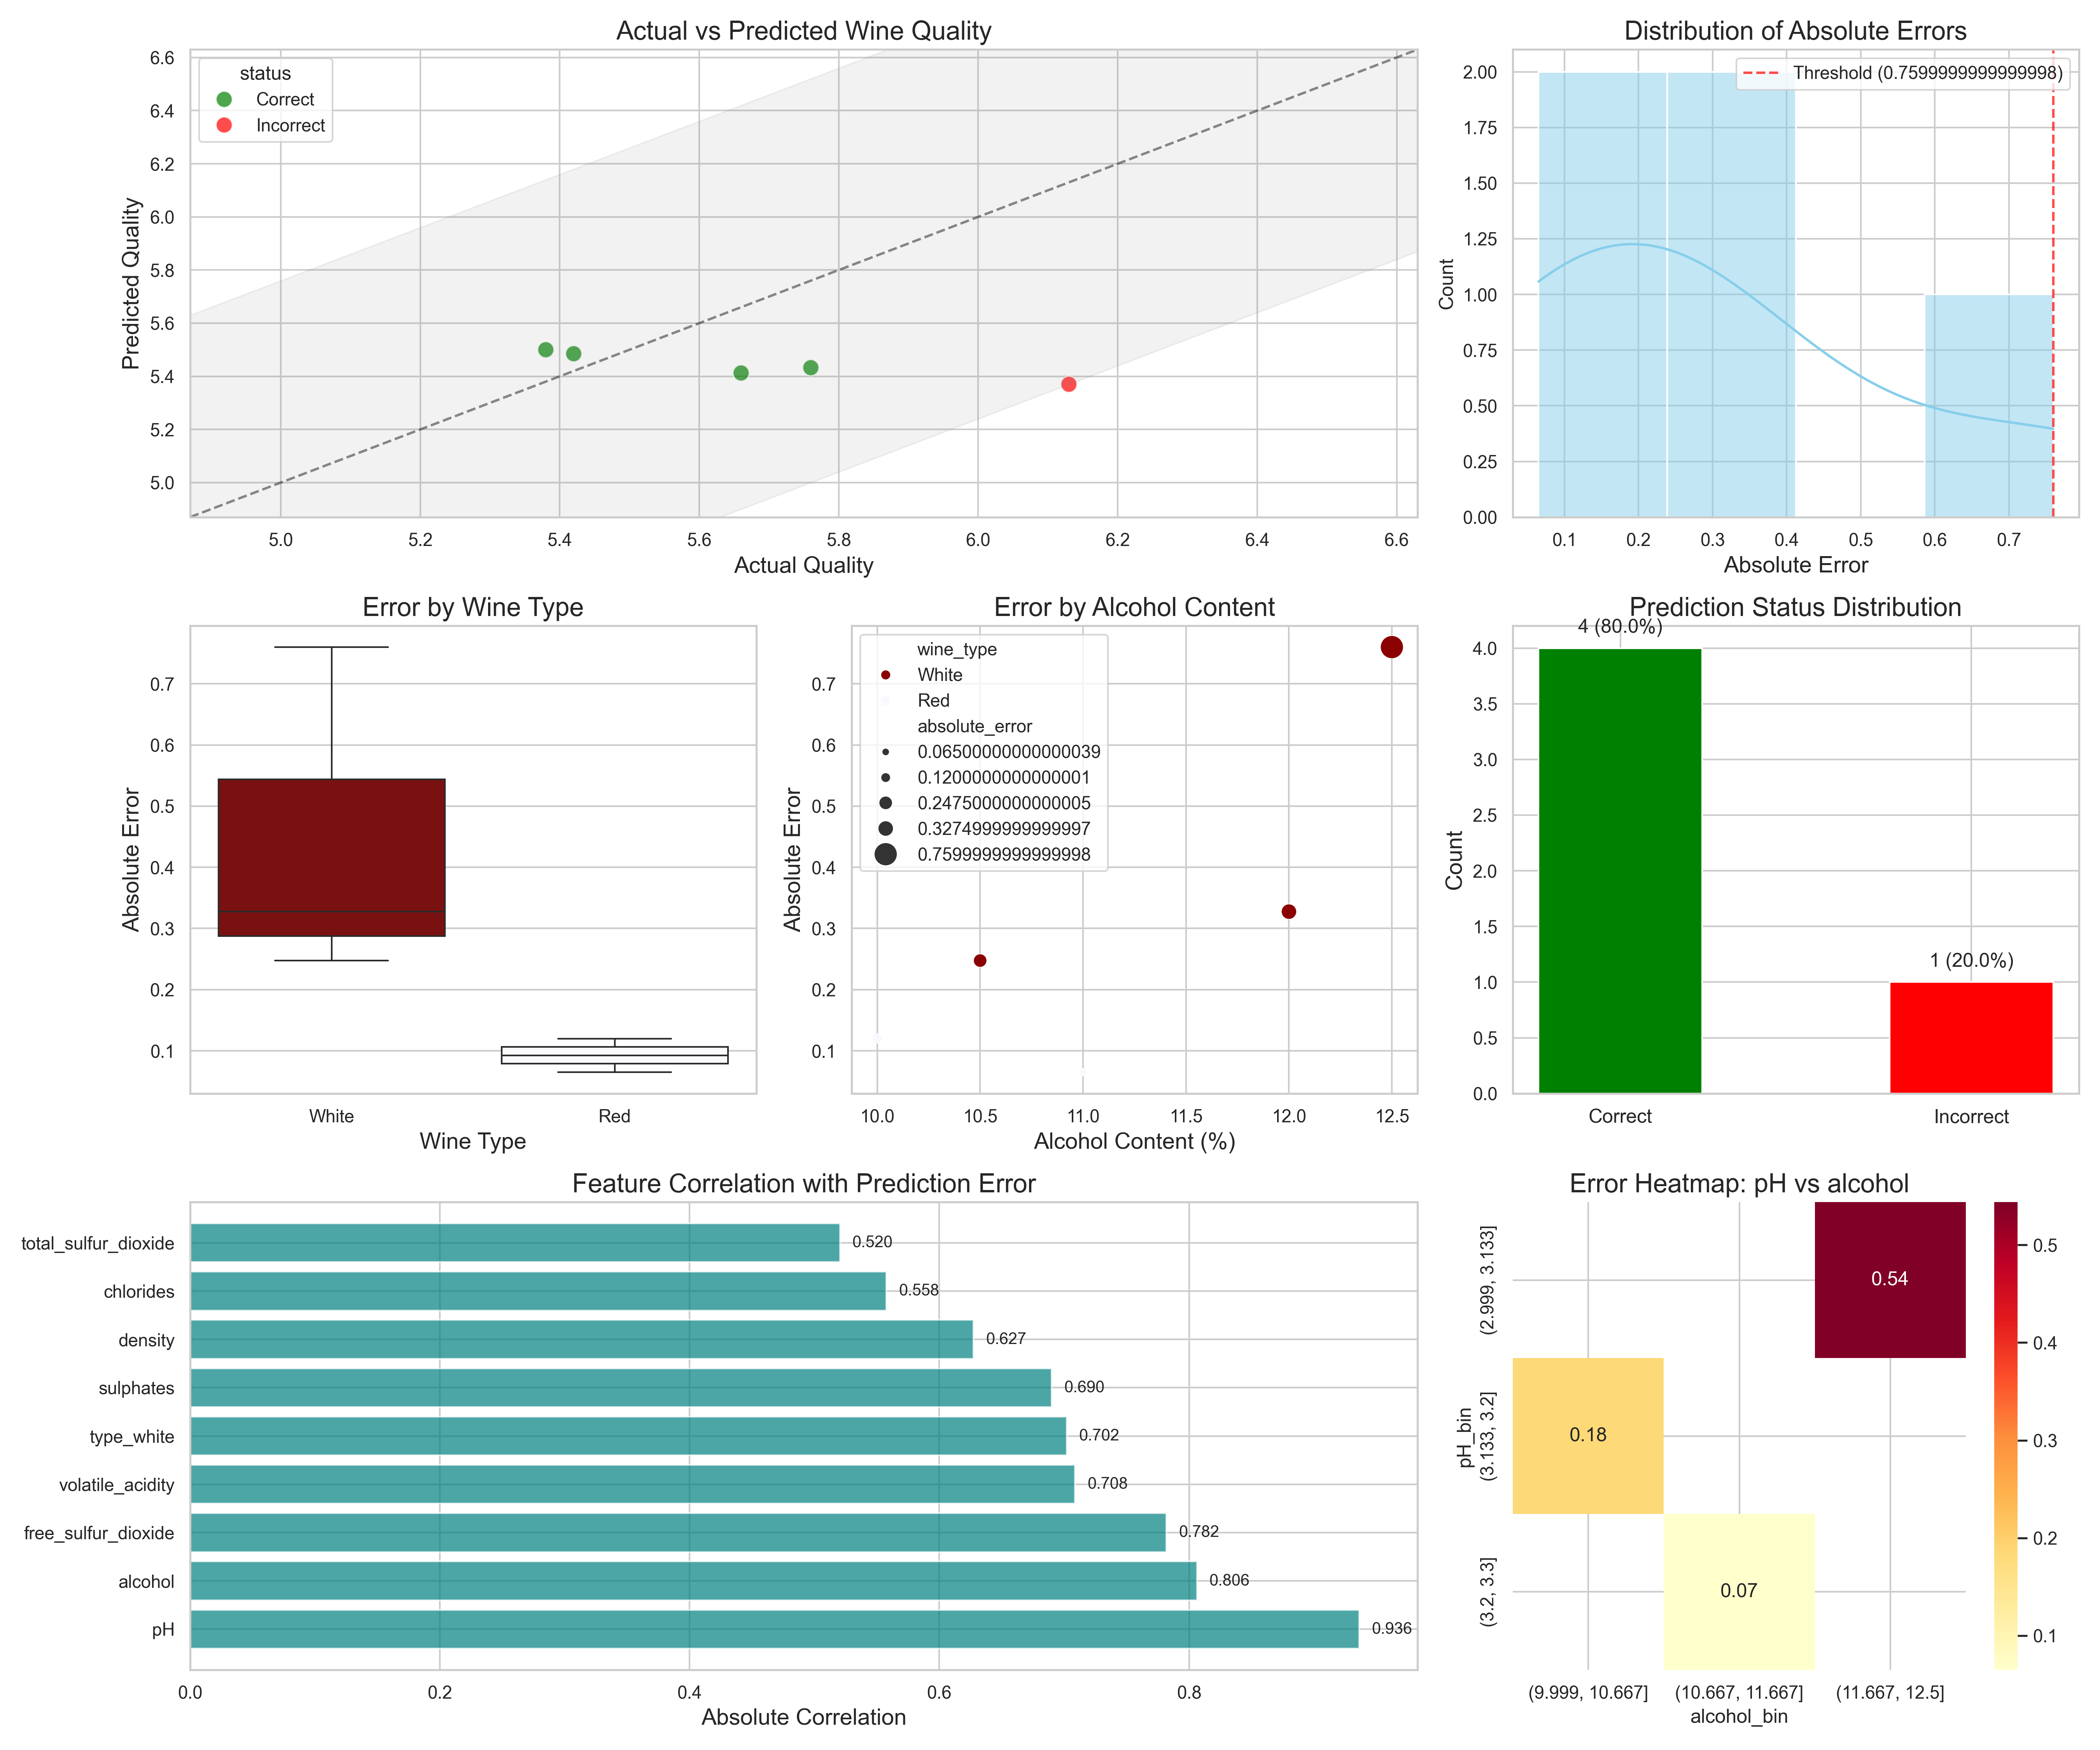 Actual vs Predicted Wine Quality
Predicted Quality
6.6
6.4
6.2
6.0
5.8
5.6
5.4
5.2
5.0
status
Correct
Incorrect
5.0 5.2 5.4 5.6 5.8 6.0 6.2 6.4 6.6
Actual Quality
Distribution of Absolute Errors
Count
2.00
1.75
1.50
1.25
1.00
0.75
0.50
0.25
0.00
Threshold (0.7599999999999998)
0.1 0.2 0.3 0.4 0.5 0.6 0.7
Absolute Error
Error by Wine Type
Absolute Error
0.7
0.6
0.5
0.4
0.3
0.2
0.1
White Red
Wine Type
Error by Alcohol Content
Absolute Error
0.7
0.6
0.5
0.4
0.3
0.2
0.1
wine_type
White
Red
absolute_error
0.06500000000000039
0.1200000000000001
0.2475000000000005
0.3274999999999997
0.7599999999999998
10.0 10.5 11.0 11.5 12.0 12.5
Alcohol Content (%)
Prediction Status Distribution
Count
4.0
3.5
3.0
2.5
2.0
1.5
1.0
0.5
0.0
4 (80.0%)
1 (20.0%)
Correct Incorrect
Feature Correlation with Prediction Error
total_sulfur_dioxide 0.520
chlorides 0.558
density 0.627
sulphates 0.690
type_white 0.702
volatile_acidity 0.708
free_sulfur_dioxide 0.782
alcohol 0.806
pH 0.936
0.0 0.2 0.4 0.6 0.8
Absolute Correlation
Error Heatmap: pH vs alcohol
pH_bin
(2.999, 3.133]
(3.133, 3.2]
(3.2, 3.3]
0.54
0.18
0.07
(9.999, 10.667] (10.667, 11.667] (11.667, 12.5]
alcohol_bin
0.5
0.4
0.3
0.2
0.1